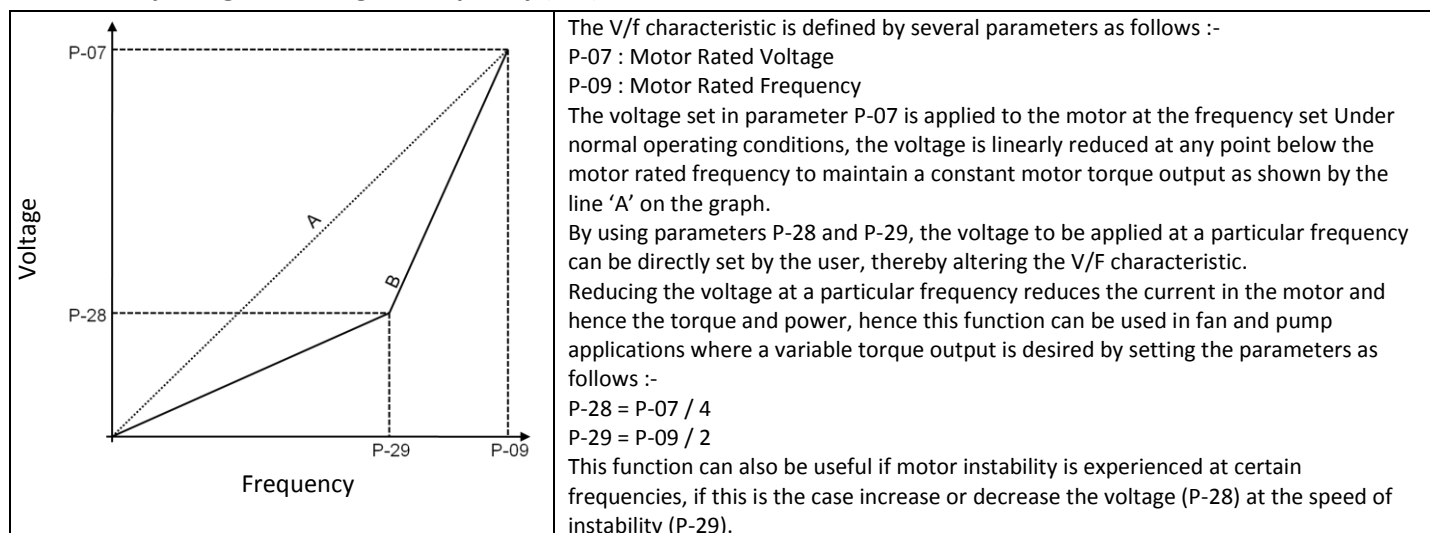 P-07
A
B
Voltage
P-28
P-29
P-09
Frequency
The V/f characteristic is defined by several parameters as follows :-
P-07 : Motor Rated Voltage
P-09 : Motor Rated Frequency
The voltage set in parameter P-07 is applied to the motor at the frequency set Under
normal operating conditions, the voltage is linearly reduced at any point below the
motor rated frequency to maintain a constant motor torque output as shown by the
line ‘A’ on the graph.
By using parameters P-28 and P-29, the voltage to be applied at a particular frequency
can be directly set by the user, thereby altering the V/F characteristic.
Reducing the voltage at a particular frequency reduces the current in the motor and
hence the torque and power, hence this function can be used in fan and pump
applications where a variable torque output is desired by setting the parameters as
follows :-
P-28 = P-07 / 4
P-29 = P-09 / 2
This function can also be useful if motor instability is experienced at certain
frequencies, if this is the case increase or decrease the voltage (P-28) at the speed of
instability (P-29).